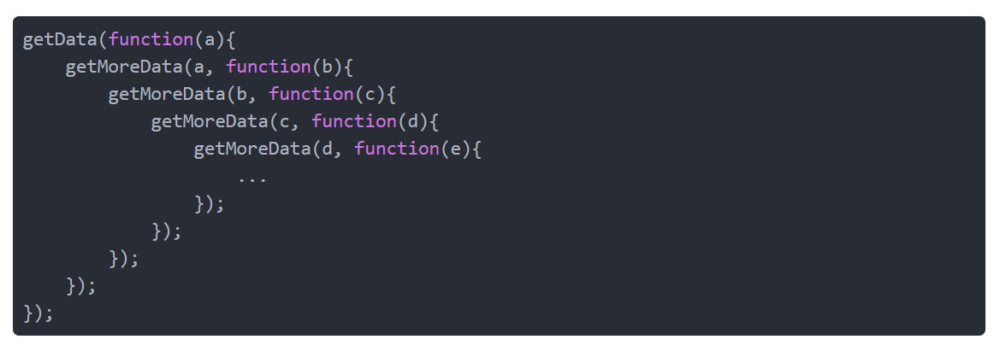 getData(function(a){
    getMoreData(a, function(b){
        getMoreData(b, function(c){
            getMoreData(c, function(d){
                getMoreData(d, function(e){
                    ...
                });
            });
        });
    });
});